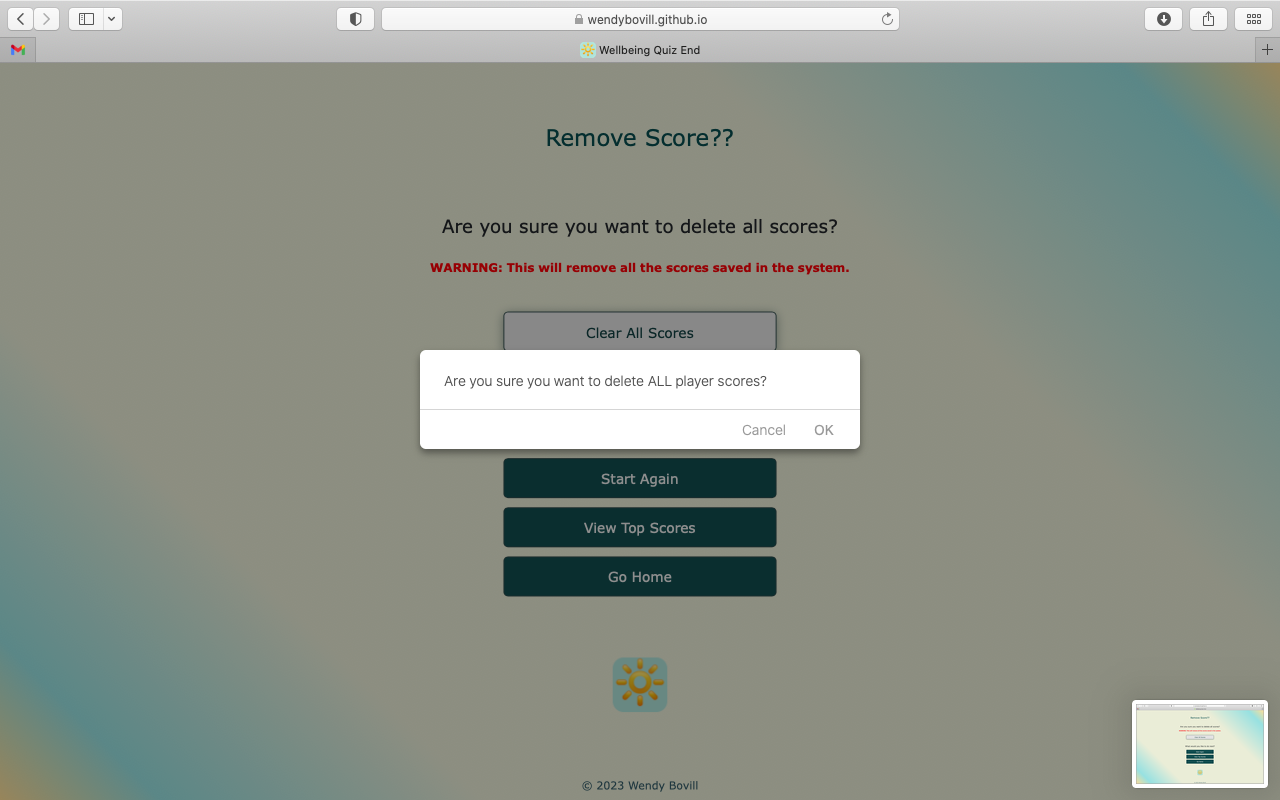 wendybovill.github.io
Wellbeing Quiz End
Remove Score??
Are you sure you want to delete all scores?
WARNING: This will remove all the scores saved in the system.
Clear All Scores
Are you sure you want to delete ALL player scores?
Cancel OK
Start Again
View Top Scores
Go Home
© 2023 Wendy Bovill